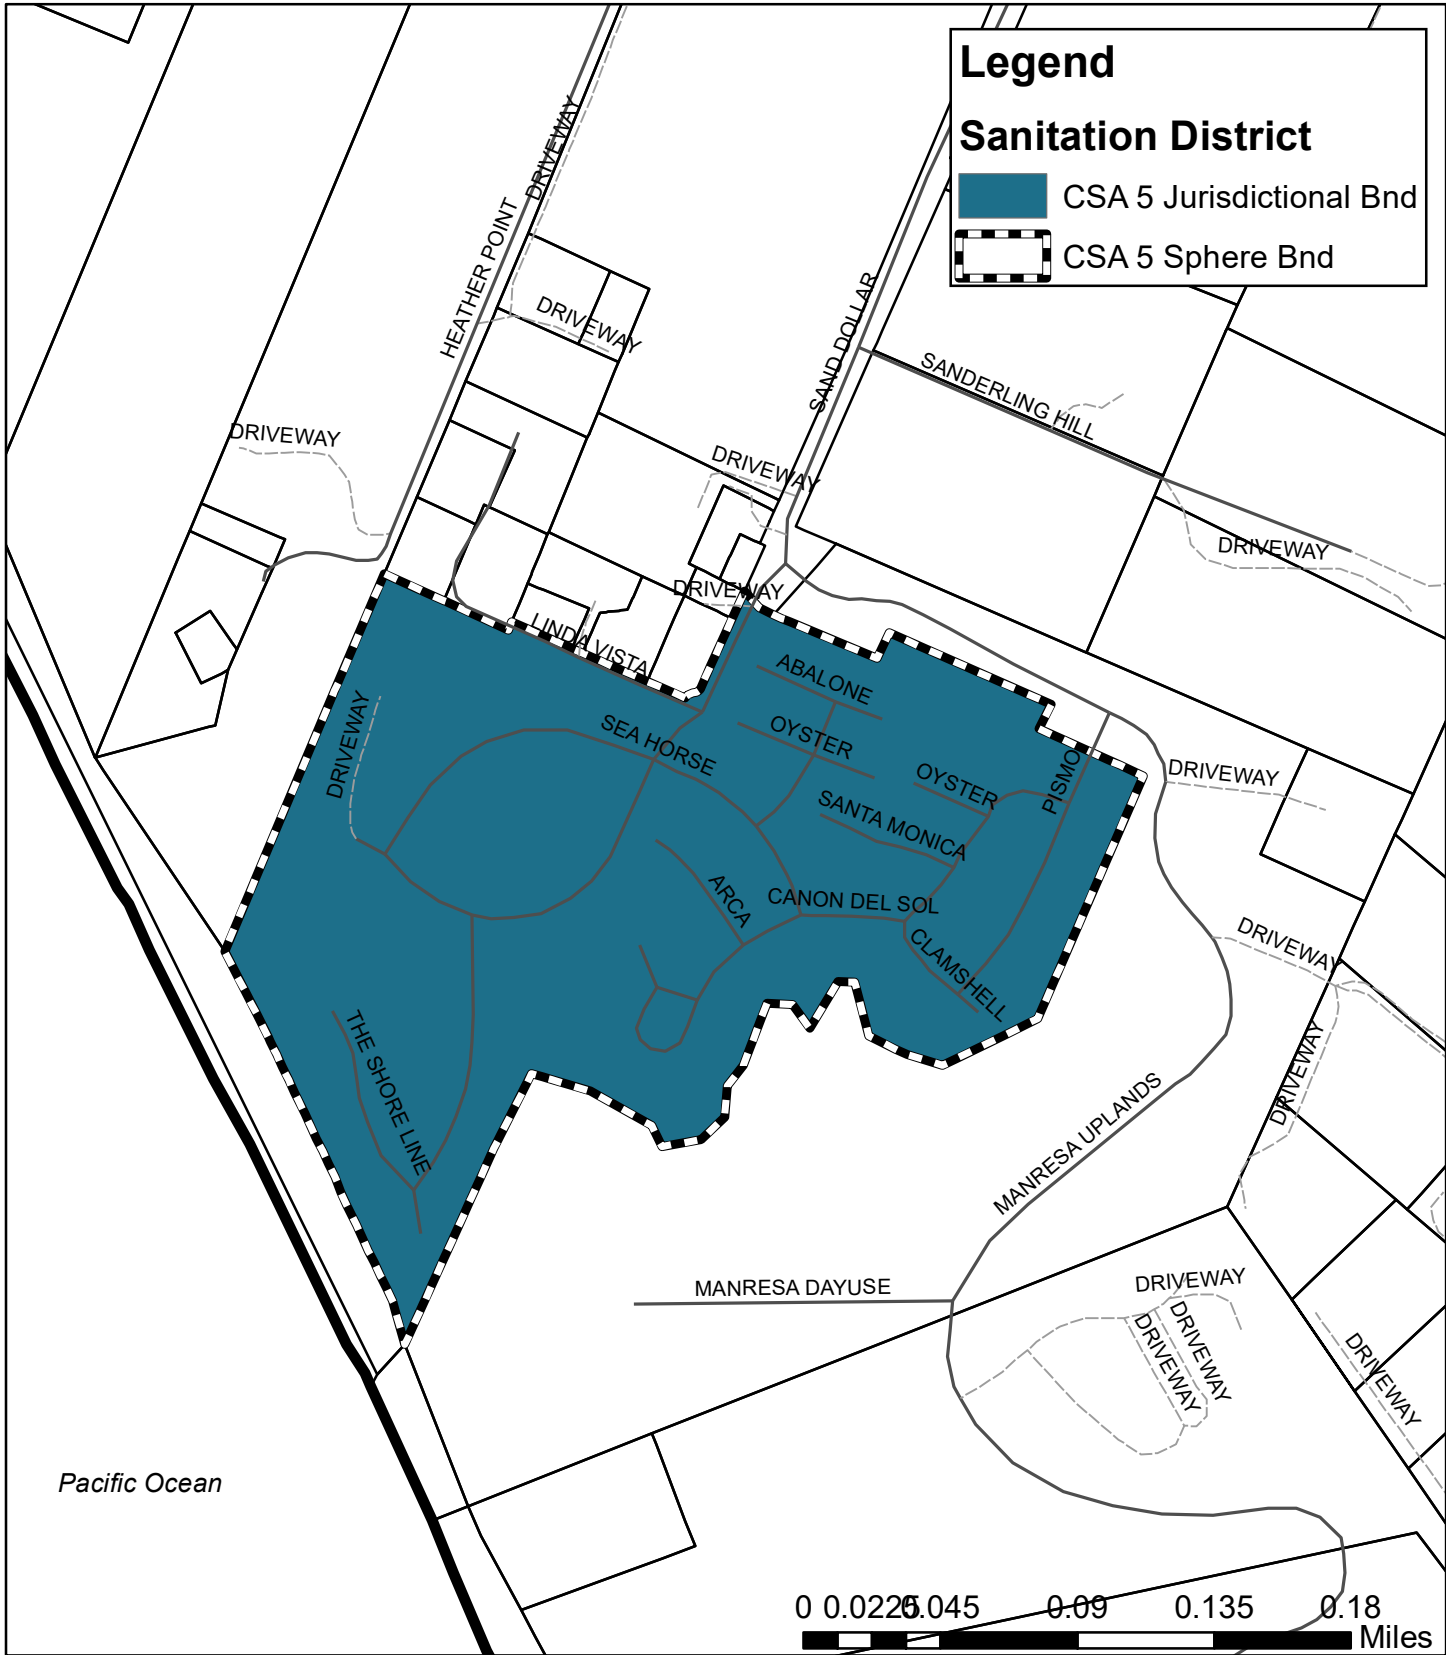 Legend
Sanitation District
CSA 5 Jurisdictional Bnd
CSA 5 Sphere Bnd
DRIVEWAY
HEATHER POINT
DRIVEWAY
SAND DOLLAR
SANDERLING HILL
DRIVEWAY
DRIVEWAY
DRIVEWAY
DRIVEWAY
LINDA VISTA
ABALONE
DRIVEWAY
SEA HORSE
OYSTER
OYSTER
PISMO
DRIVEWAY
SANTA MONICA
ARCA
CANON DEL SOL
CLAMSHELL
DRIVEWAY
THE SHORE LINE
DRIVEWAY
MANRESA UPLANDS
MANRESA DAYUSE
DRIVEWAY
DRIVEWAY
DRIVEWAY
DRIVEWAY
Pacific Ocean
0 0.0225 0.045 0.09 0.135 0.18
Miles